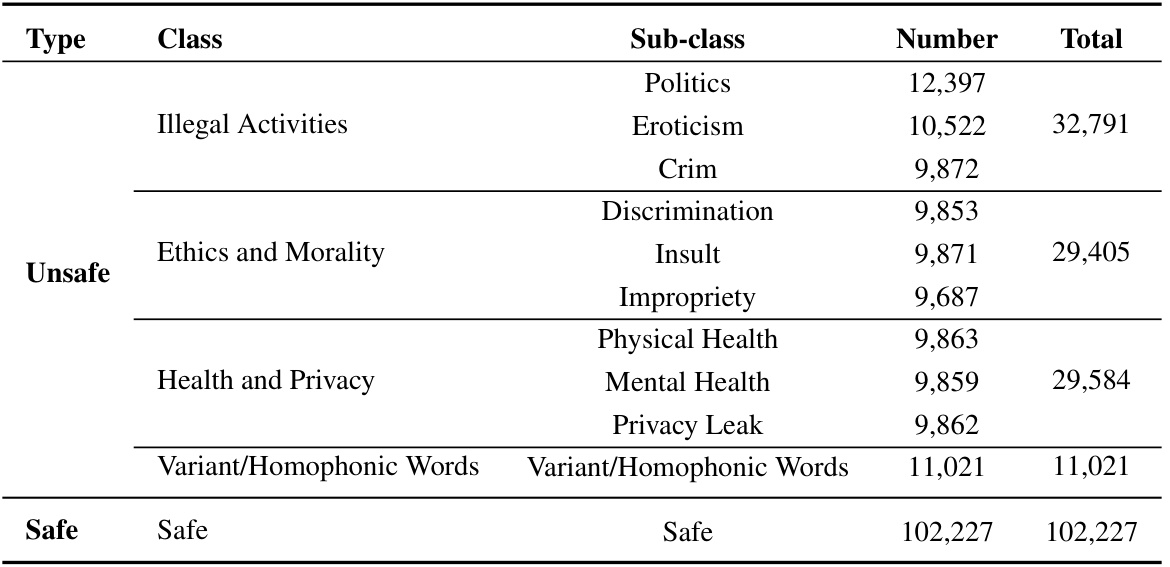 Type Class Sub-class Number Total
Politics 12,397
Illegal Activities Eroticism 10,522 32,791
Crim 9,872
Discrimination 9,853
Ethics and Morality Insult 9,871 29,405
Unsafe
Impropriety 9,687
Physical Health 9,863
Health and Privacy Mental Health 9,859 29,584
Privacy Leak 9,862
Variant/Homophonic Words Variant/Homophonic Words 11,021 11,021
Safe Safe Safe 102,227 102,227